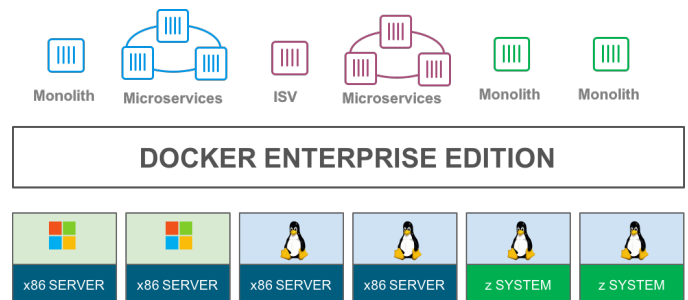 Monolith
Microservices
ISV
Microservices
Monolith
Monolith
DOCKER ENTERPRISE EDITION
x86 SERVER
x86 SERVER
x86 SERVER
x86 SERVER
z SYSTEM
z SYSTEM